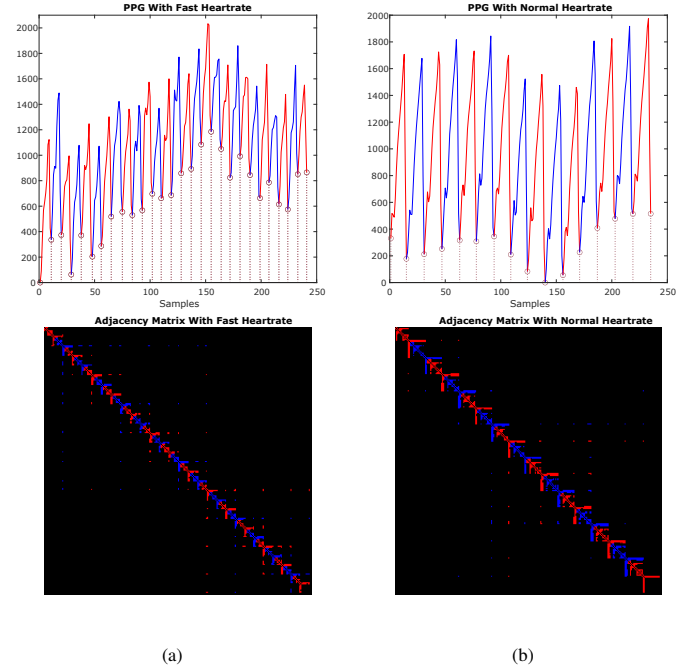 PPG With Fast Heartrate
2000
1800
1600
1400
1200
1000
800
600
400
200
0
0 50 100 150 200 250
Samples
PPG With Normal Heartrate
2000
1800
1600
1400
1200
1000
800
600
400
200
0
0 50 100 150 200 250
Samples
Adjacency Matrix With Fast Heartrate
Adjacency Matrix With Normal Heartrate
(a)
(b)